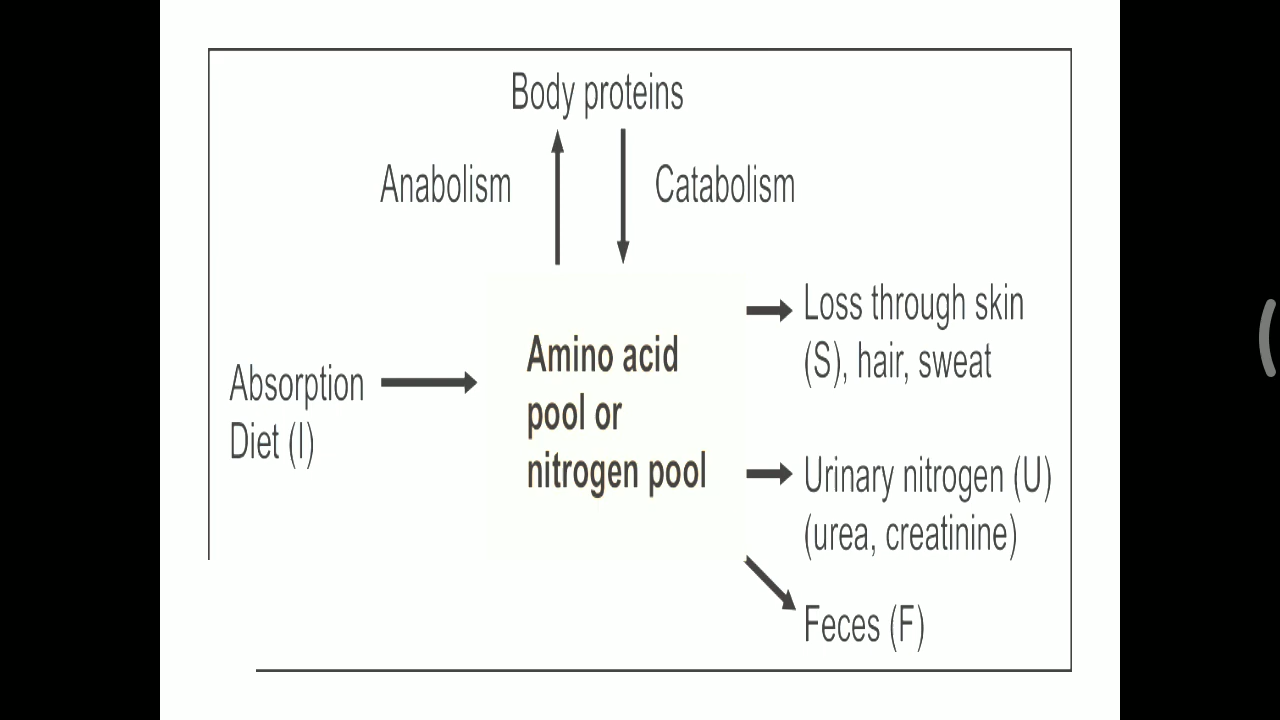 Body proteins
Anabolism
Catabolism
Absorption
Diet (I)
Amino acid
pool or
nitrogen pool
Loss through skin
(S), hair, sweat
Urinary nitrogen (U)
(urea, creatinine)
Feces (F)